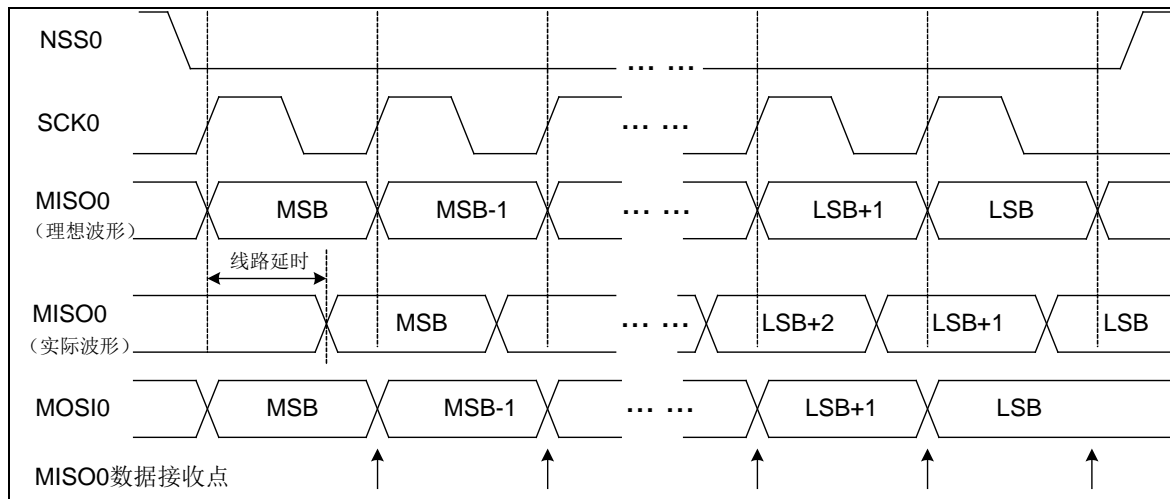 NSS0
... ...
SCK0
... ...
MISO0
(理想波形)
MSB
MSB-1
... ...
LSB+1
LSB
线路延时
MISO0
(实际波形)
MSB
... ...
LSB+2
LSB+1
LSB
MOSI0
MSB
MSB-1
... ...
LSB+1
LSB
MISO0数据接收点